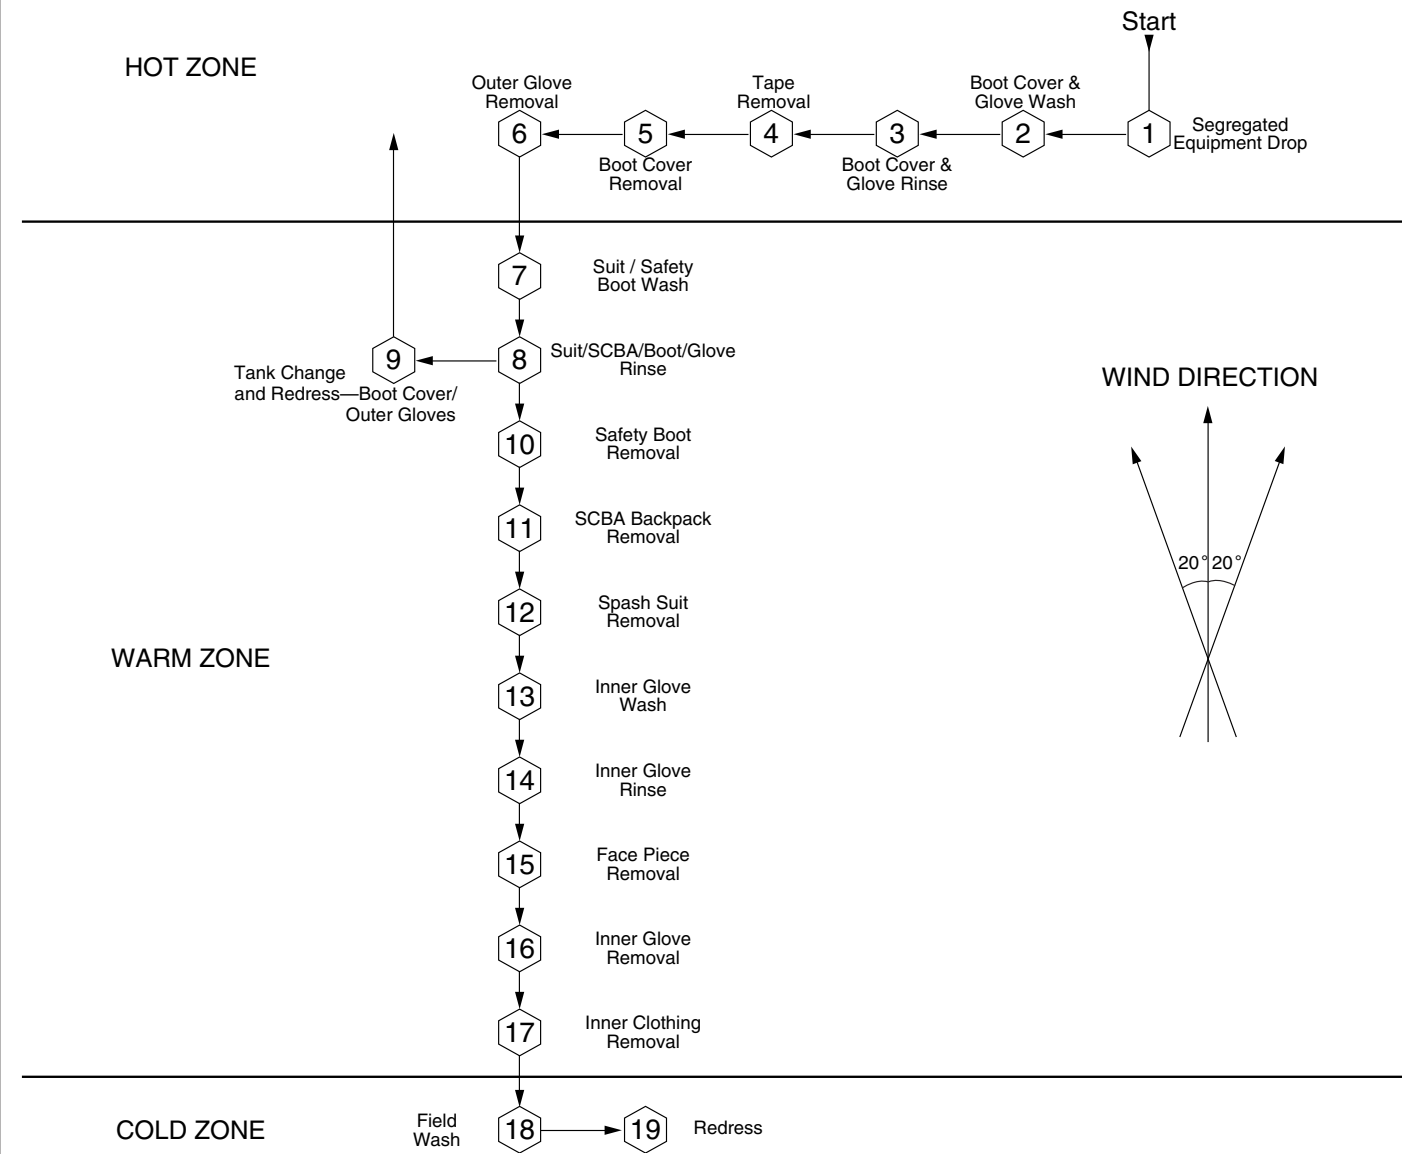 Start
HOT ZONE
Outer Glove
Removal
Tape
Removal
Boot Cover &
Glove Wash
6
5
4
3
2
1
Segregated
Equipment Drop
Boot Cover
Removal
Boot Cover &
Glove Rinse
7
Suit / Safety
Boot Wash
9
8
Suit/SCBA/Boot/Glove
Rinse
Tank Change
and Redress—Boot Cover/
Outer Gloves
WIND DIRECTION
10
Safety Boot
Removal
11
SCBA Backpack
Removal
20° 20°
12
Spash Suit
Removal
WARM ZONE
13
Inner Glove
Wash
14
Inner Glove
Rinse
15
Face Piece
Removal
16
Inner Glove
Removal
17
Inner Clothing
Removal
COLD ZONE
Field
Wash
18
19
Redress